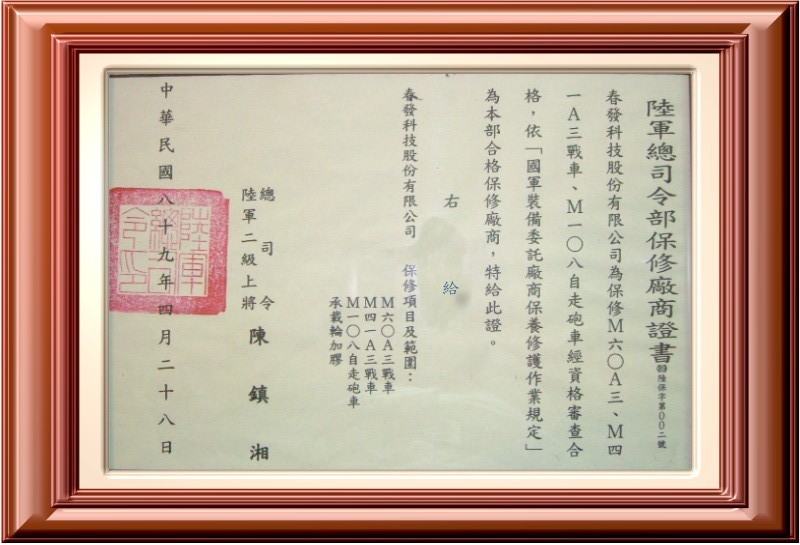 陸軍總司令部保修廠商證書
陸保字第00二號
春發科技股份有限公司為保修M六〇A三、M四
一A三戰車、M一〇八自走砲車經資格審查合
格，依「國軍裝備委託廠商保養修護作業規定」
為本部合格保修廠商，特給此證。
右給
春發科技股份有限公司 保修項目及範圍：
M六〇A三戰車
M四一A三戰車
M一〇八自走砲車
承載輪加膠
總司令
陸軍二級上將
陳鎮湘
中華民國八十九年四月二十八日